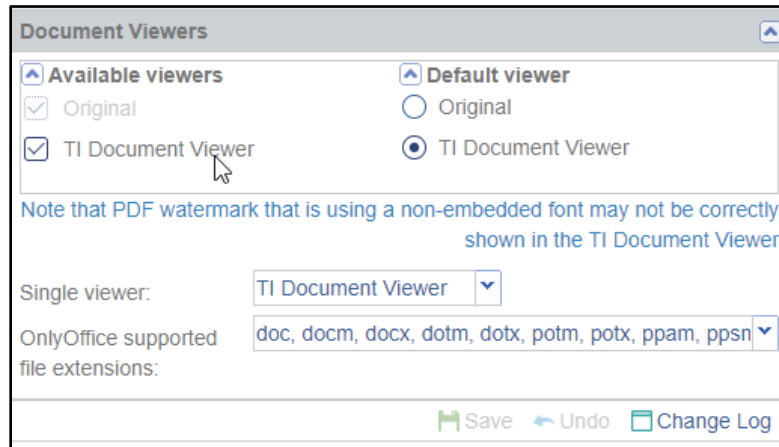 Document Viewers
Available viewers
Default viewer
Original
Original
TI Document Viewer
TI Document Viewer
Note that PDF watermark that is using a non-embedded font may not be correctly
shown in the TI Document Viewer
Single viewer:
TI Document Viewer
OnlyOffice supported
file extensions:
doc, docm, docx, dotm, dotx, potm, potx, ppam,
Save
Undo
Change Log